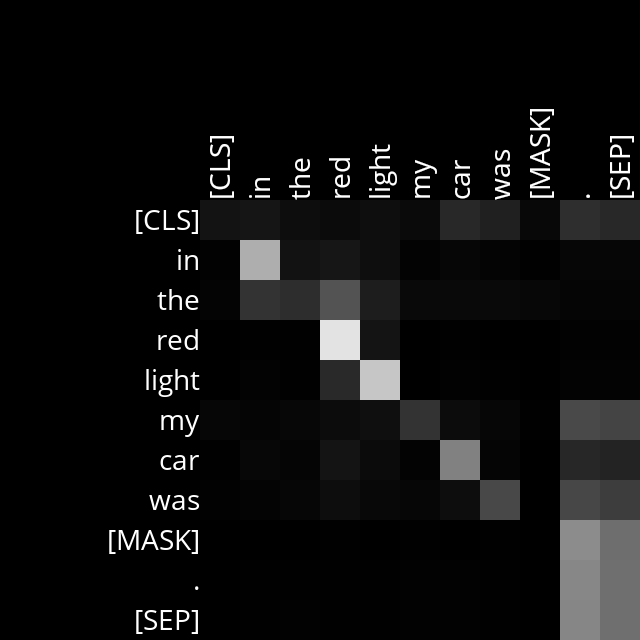 [CLS] in the red light my car was [MASK] . [SEP]
[CLS]
in
the
red
light
my
car
was
[MASK]
.
[SEP]